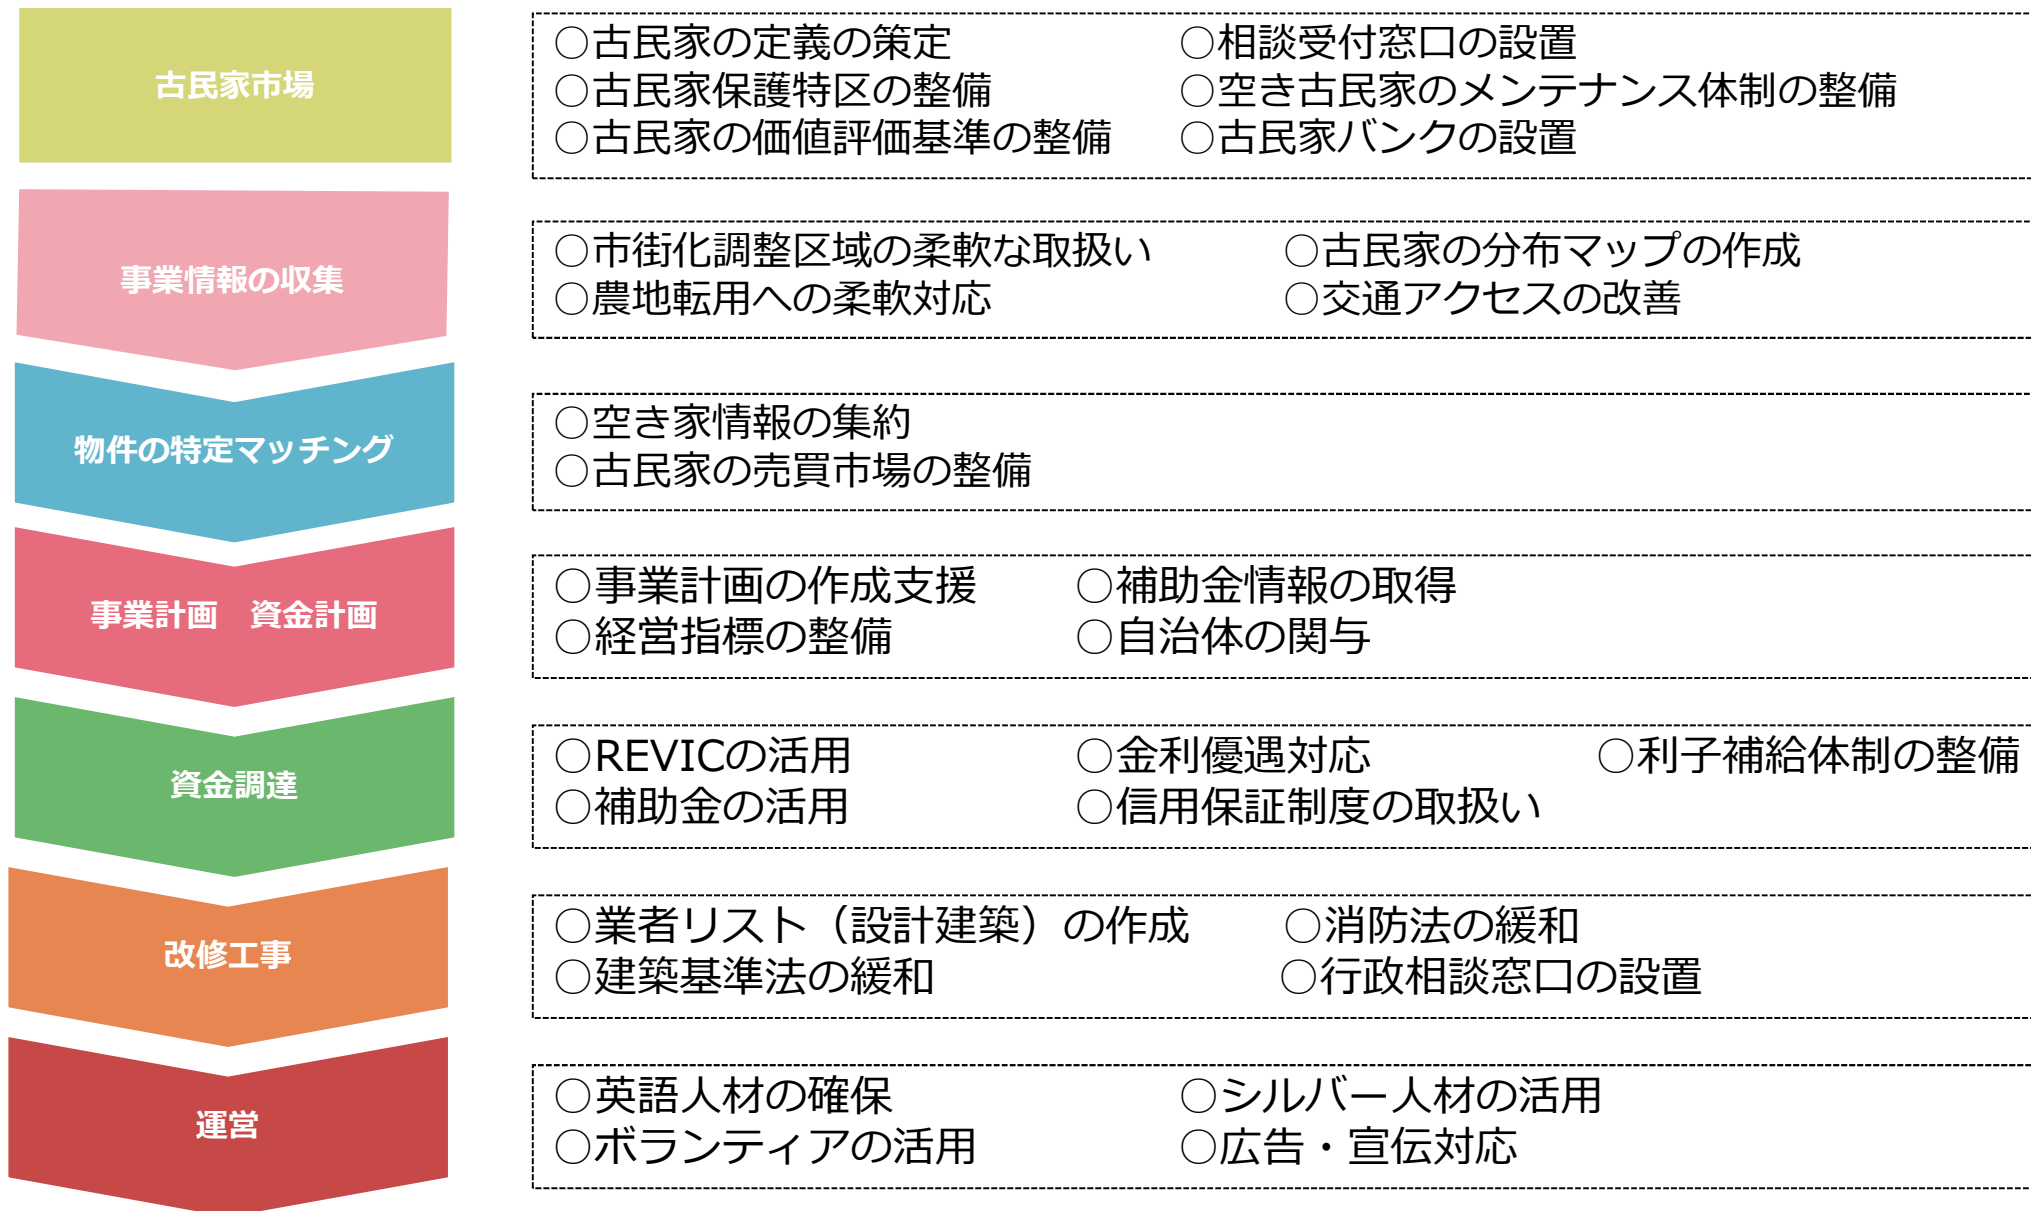 古民家市場
○古民家の定義の策定 ○相談受付窓口の設置
○古民家保護特区の整備 ○空き古民家のメンテナンス体制の整備
○古民家の価値評価基準の整備 ○古民家バンクの設置
事業情報の収集
○市街化調整区域の柔軟な取扱い ○古民家の分布マップの作成
○農地転用への柔軟対応 ○交通アクセスの改善
物件の特定マッチング
○空き家情報の集約
○古民家の売買市場の整備
事業計画　資金計画
○事業計画の作成支援 ○補助金情報の取得
○経営指標の整備 ○自治体の関与
資金調達
○REVICの活用 ○金利優遇対応 ○利子補給体制の整備
○補助金の活用 ○信用保証制度の取扱い
改修工事
○業者リスト（設計建築）の作成 ○消防法の緩和
○建築基準法の緩和 ○行政相談窓口の設置
運営
○英語人材の確保 ○シルバー人材の活用
○ボランティアの活用 ○広告・宣伝対応